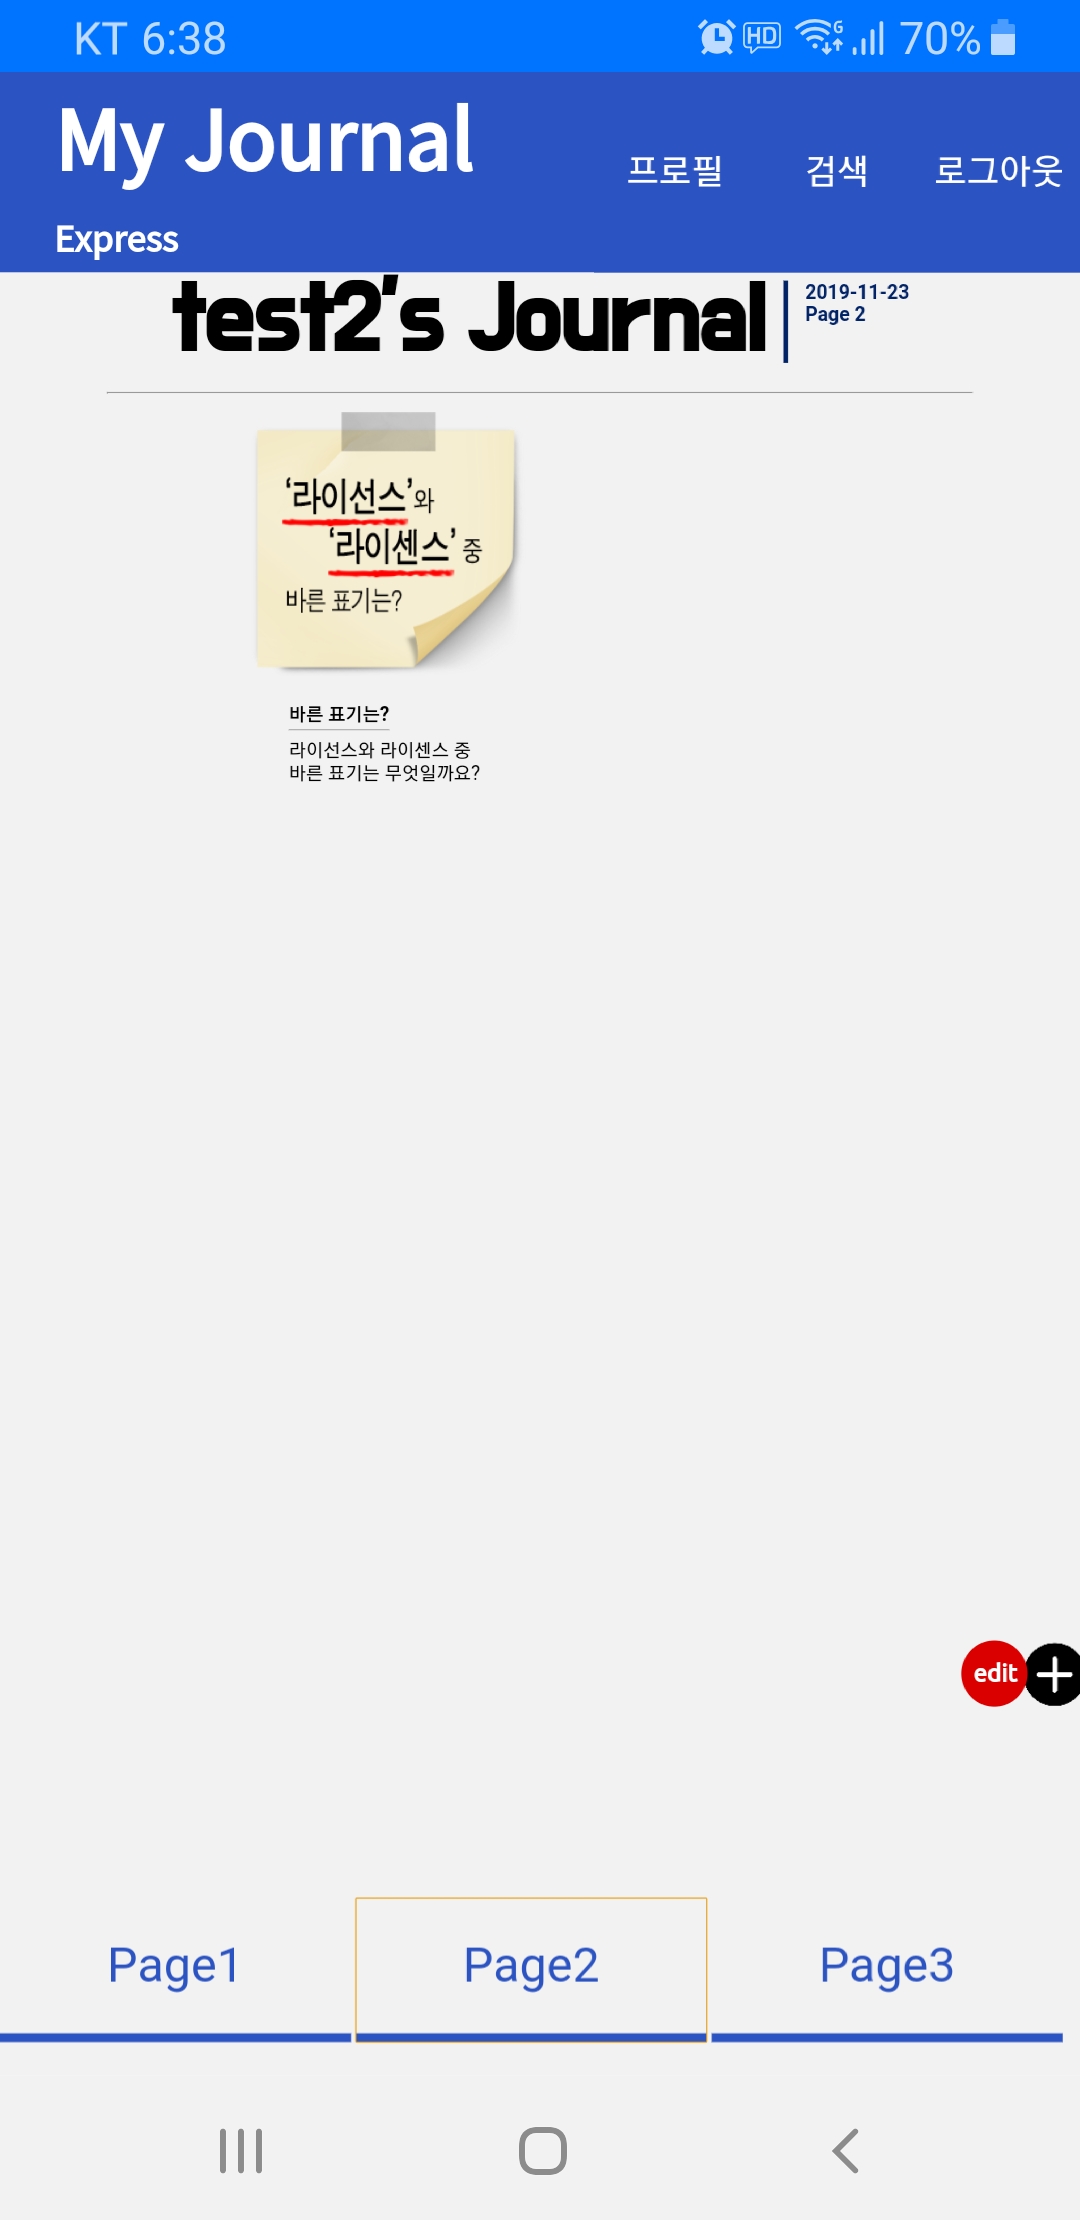 KT 6:38
HD
G
70%
My Journal
프로필
검색
로그아웃
Express
test2's Journal
2019-11-23
Page 2
‘라이선스’와
‘라이센스’ 중
바른 표기는?
바른 표기는?
라이선스와 라이센스 중
바른 표기는 무엇일까요?
edit
Page1
Page2
Page3